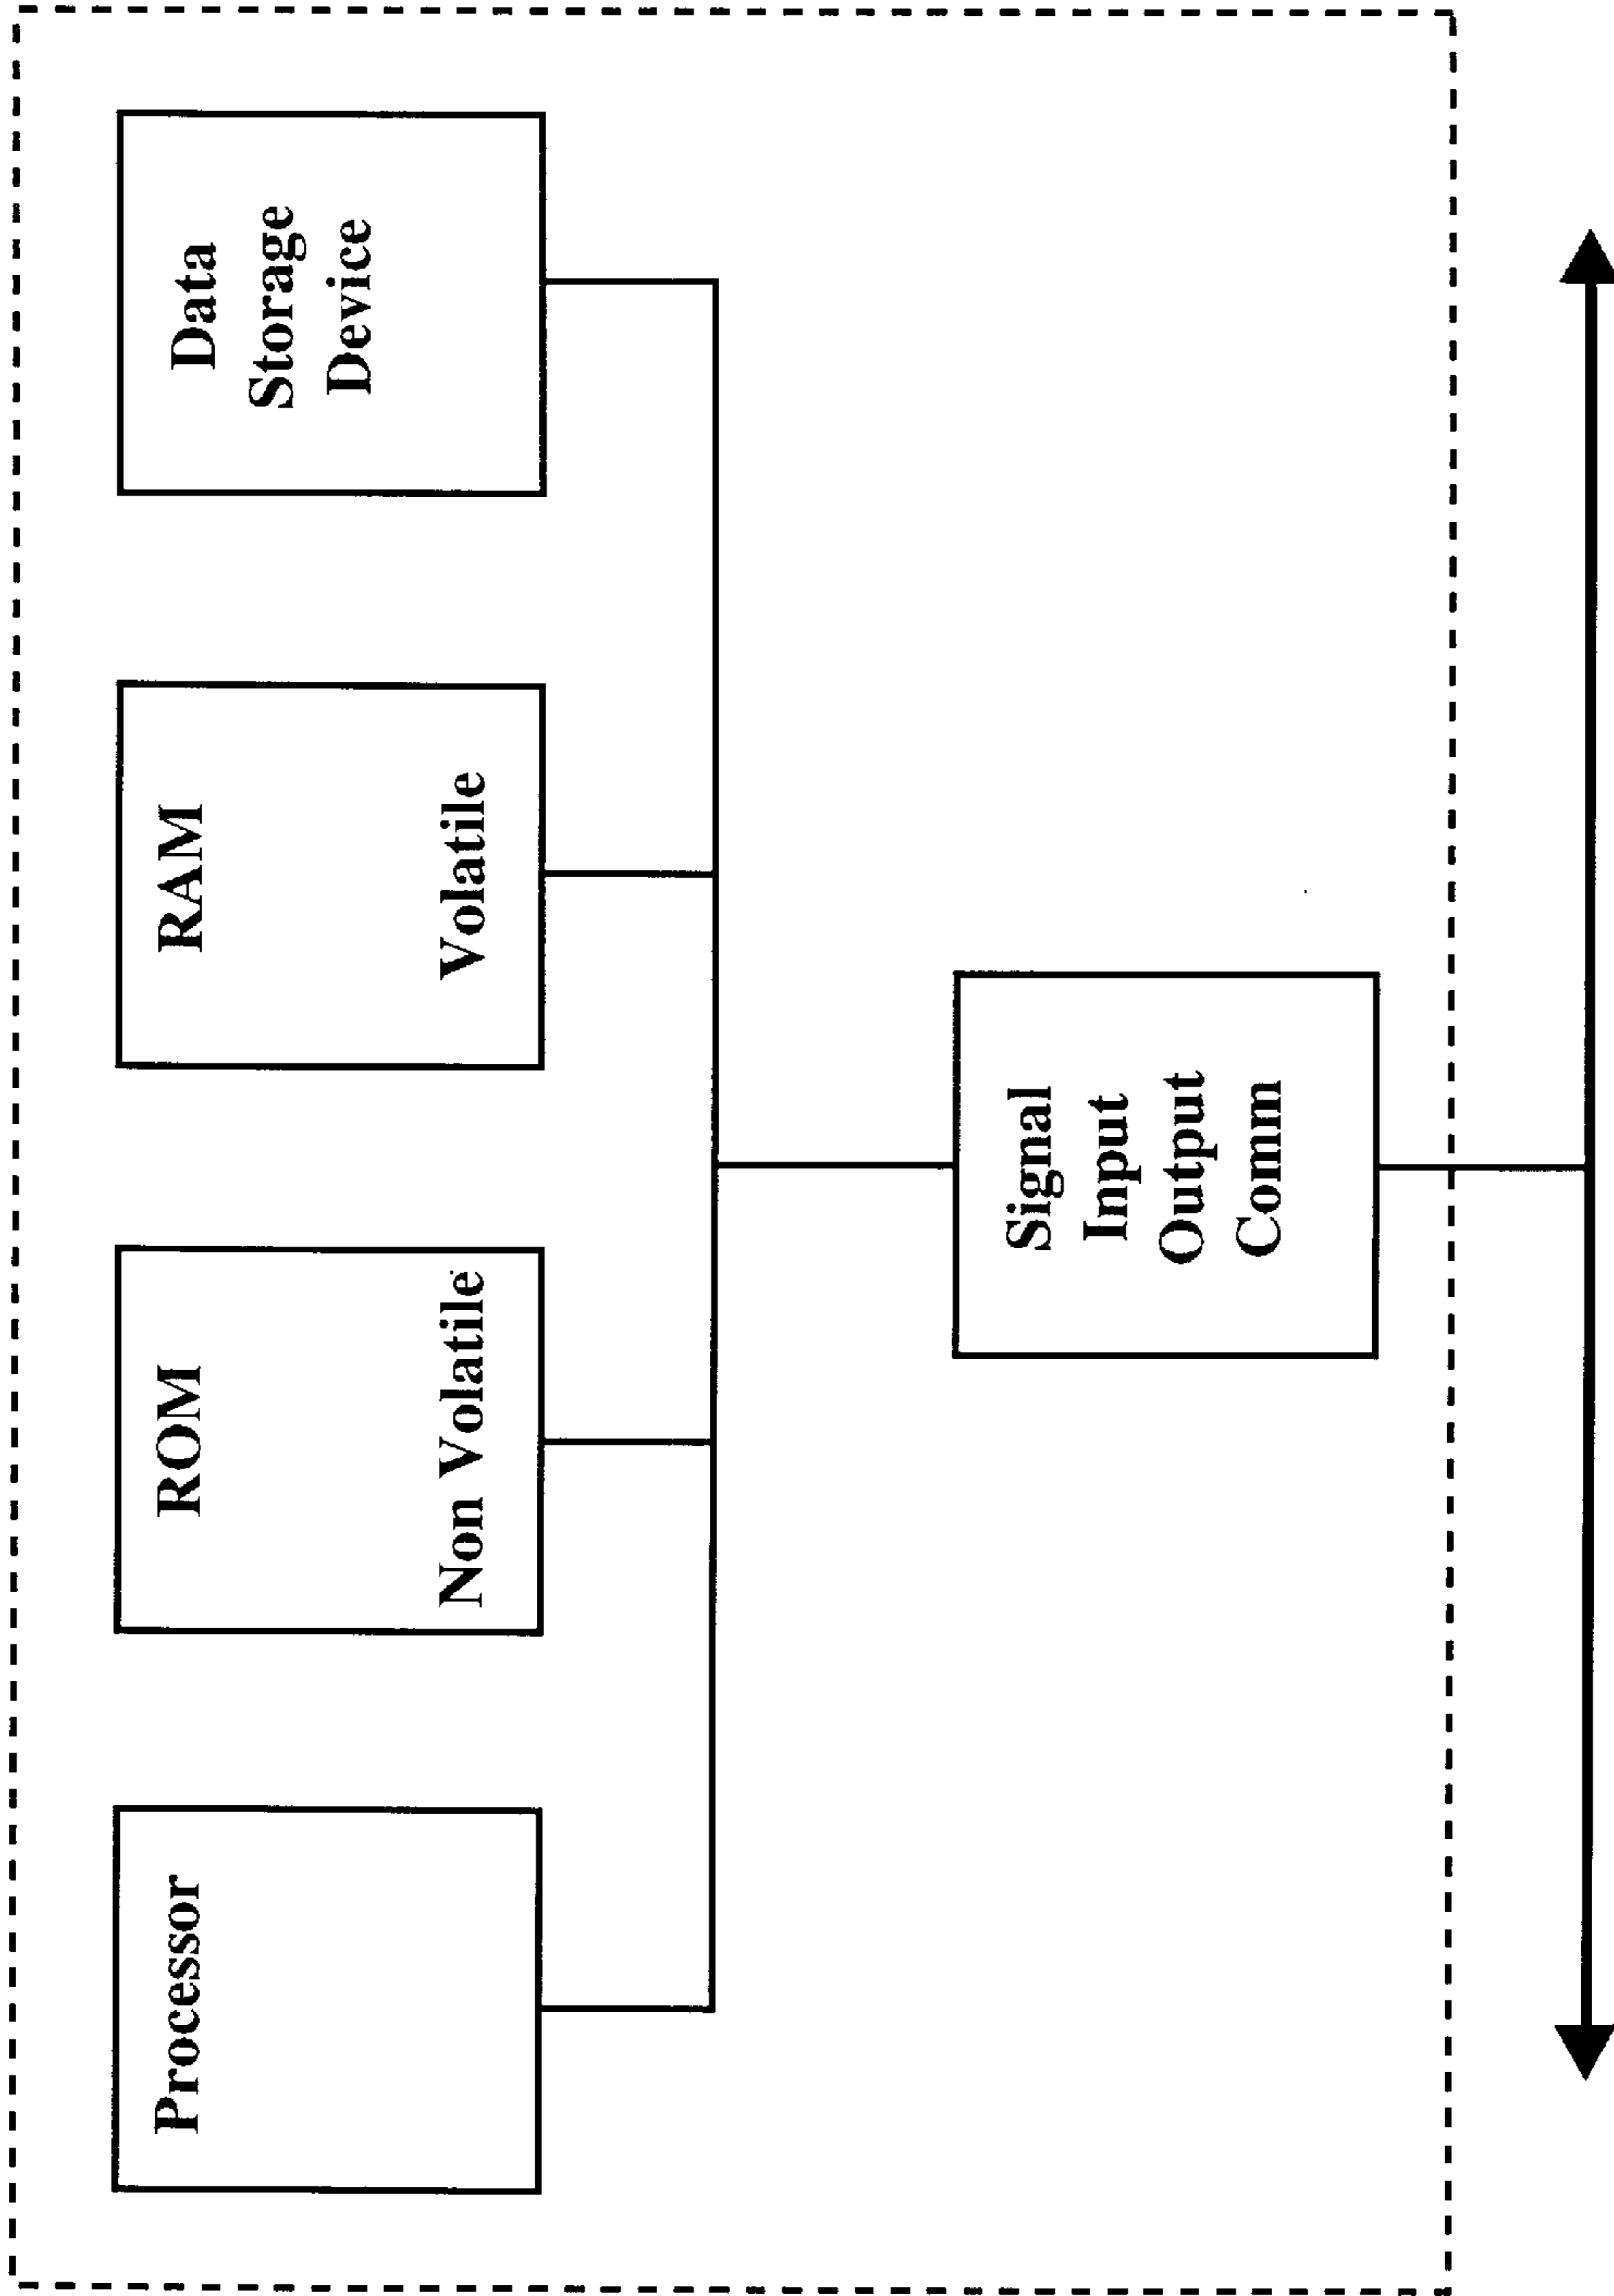 Processor
ROM
Non Volatile
RAM
Volatile
Data
Storage
Device
Signal
Input
Output
Comm